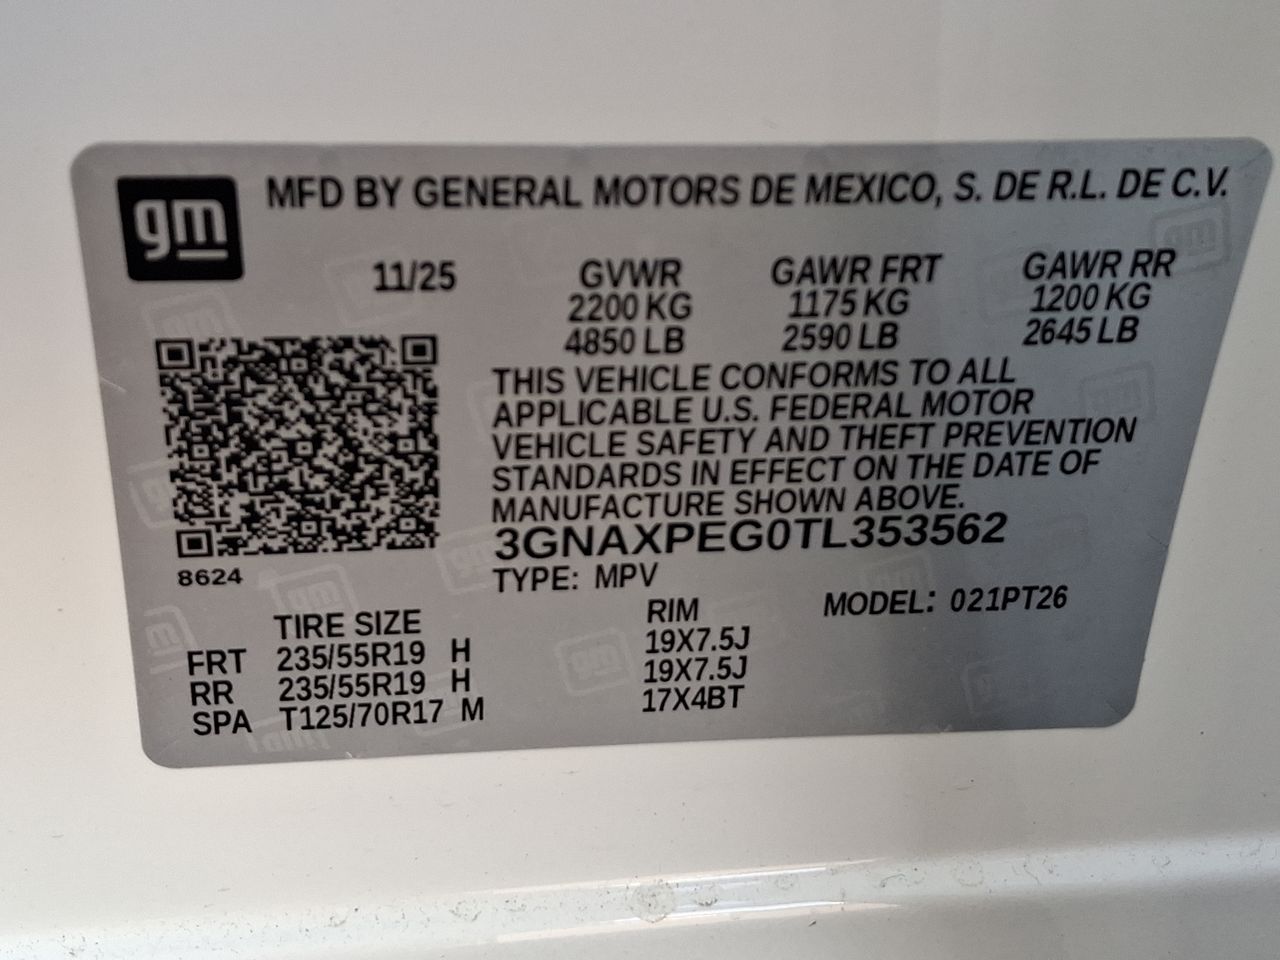 gm
MFD BY GENERAL MOTORS DE MEXICO, S. DE R.L. DE C.V.
11/25 GVWR GAWR FRT GAWR RR
2200 KG 1175 KG 1200 KG
4850 LB 2590 LB 2645 LB
THIS VEHICLE CONFORMS TO ALL
APPLICABLE U.S. FEDERAL MOTOR
VEHICLE SAFETY AND THEFT PREVENTION
STANDARDS IN EFFECT ON THE DATE OF
MANUFACTURE SHOWN ABOVE.
3GNAXPEG0TL353562
8624
TYPE: MPV
MODEL: 021PT26
TIRE SIZE RIM
FRT 235/55R19 H 19X7.5J
RR 235/55R19 H 19X7.5J
SPA T125/70R17 M 17X4BT